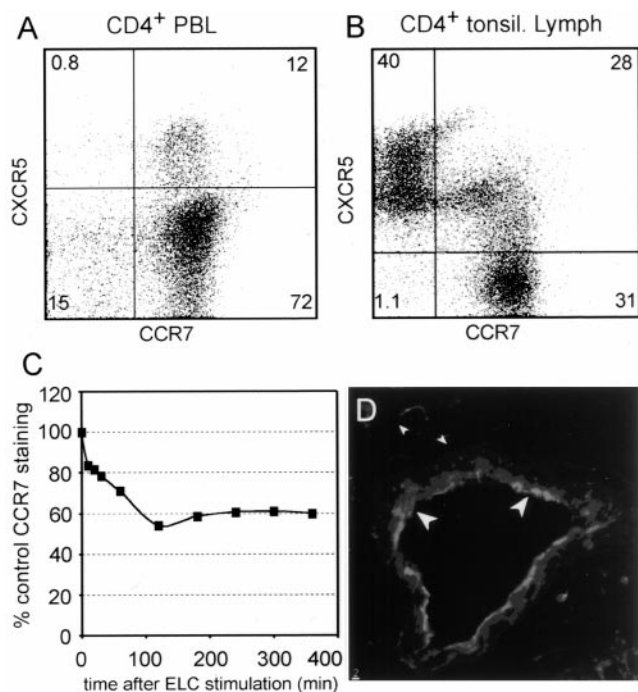 A
CD4+ PBL
0.8
12
CXCR5
15
72
CCR7
B
CD4+ tonsil. Lymph
40
28
CXCR5
1.1
31
CCR7
C
120
100
80
60
40
20
0
% control CCR7 staining
0 100 200 300 400
time after ELC stimulation (min)
D
2